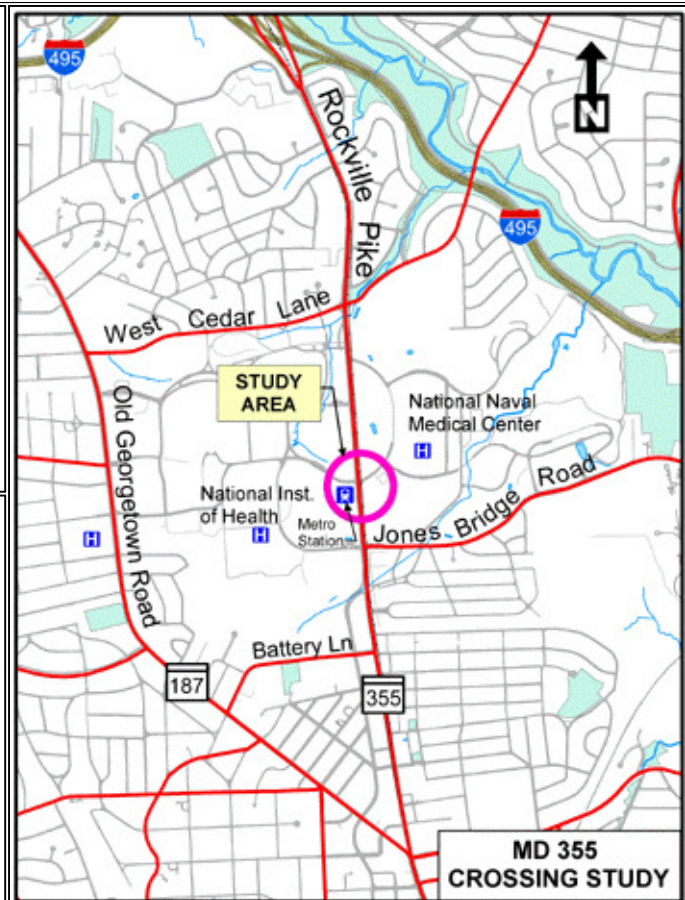 495
Rockville Pike
N
495
West Cedar Lane
STUDY
AREA
National Naval
Medical Center
H
Old Georgetown Road
National Inst.
of Health
H
H
Metro
Station
Jones Bridge Road
Battery Ln
187
355
MD 355
CROSSING STUDY